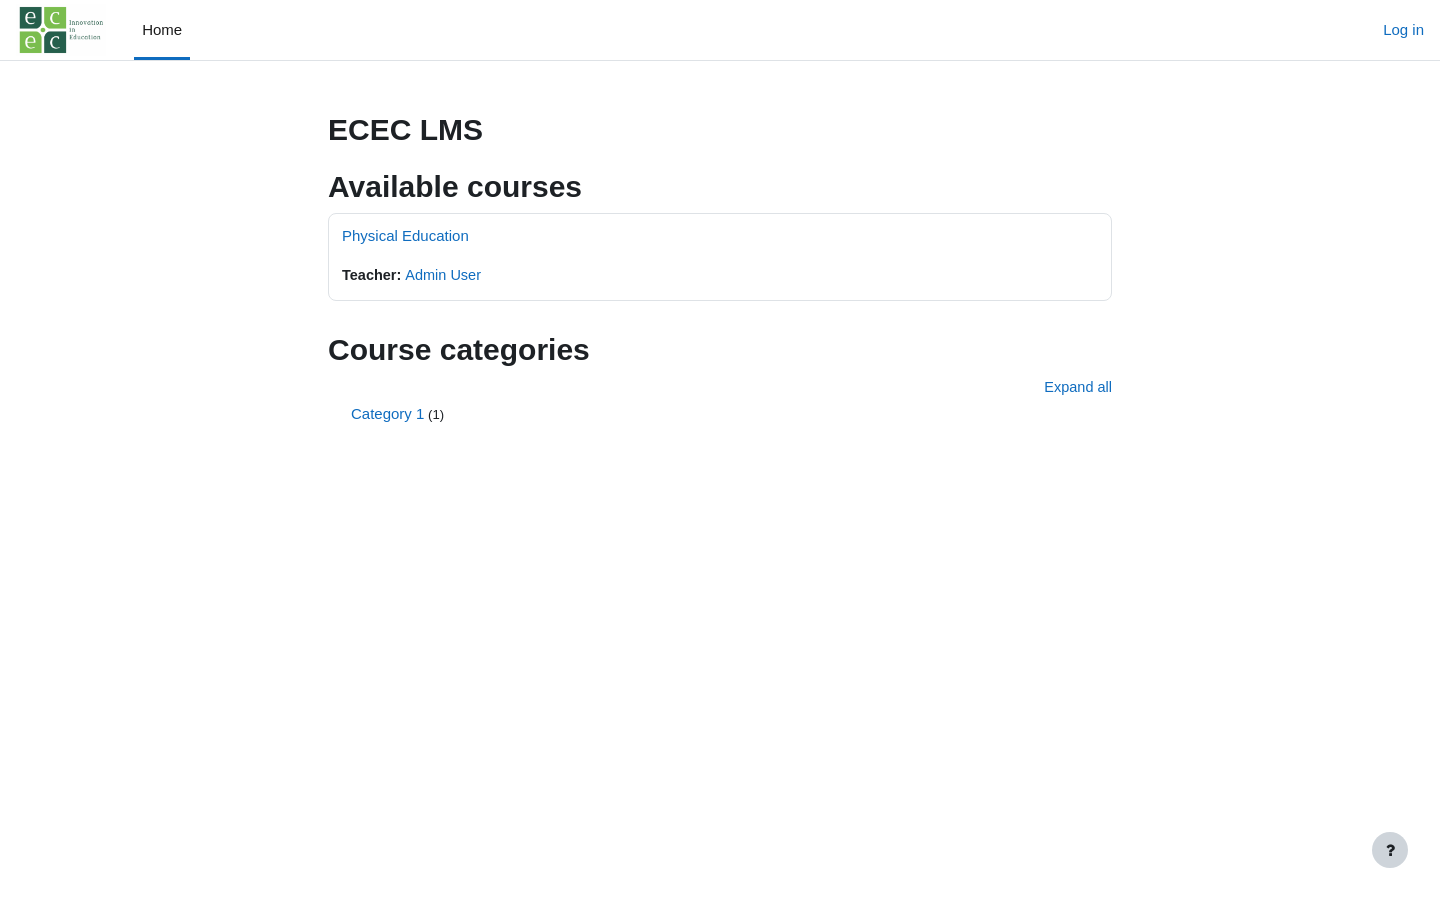 e c
e c
Innovation
in
Education
Home
Log in
ECEC LMS
Available courses
Physical Education
Teacher: Admin User
Course categories
Expand all
Category 1 (1)
?